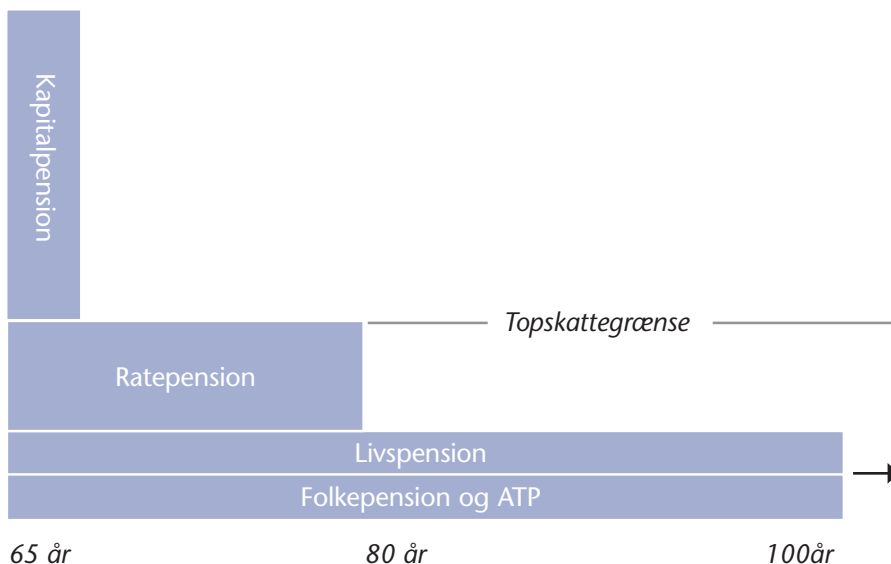 Kapitalpension
Topskattegrænse
Ratepension
Livspension
Folkepension og ATP
65 år
80 år
100år